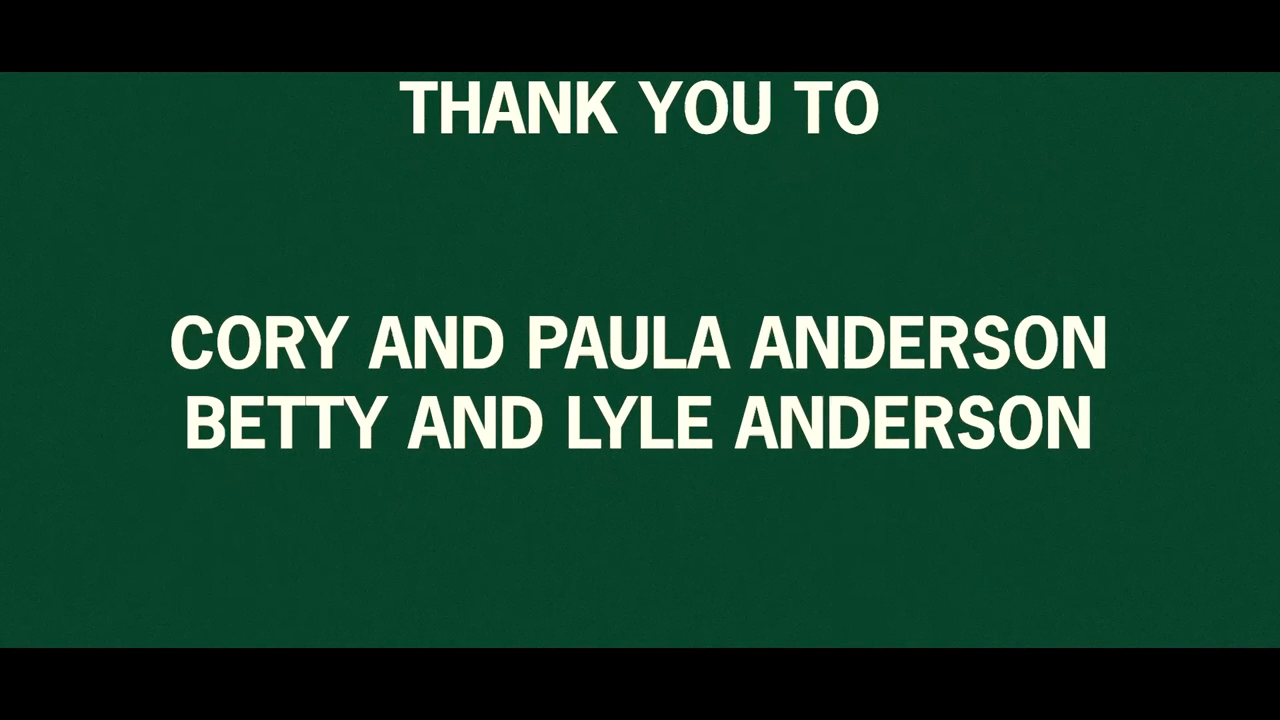 THANK YOU TO
CORY AND PAULA ANDERSON
BETTY AND LYLE ANDERSON